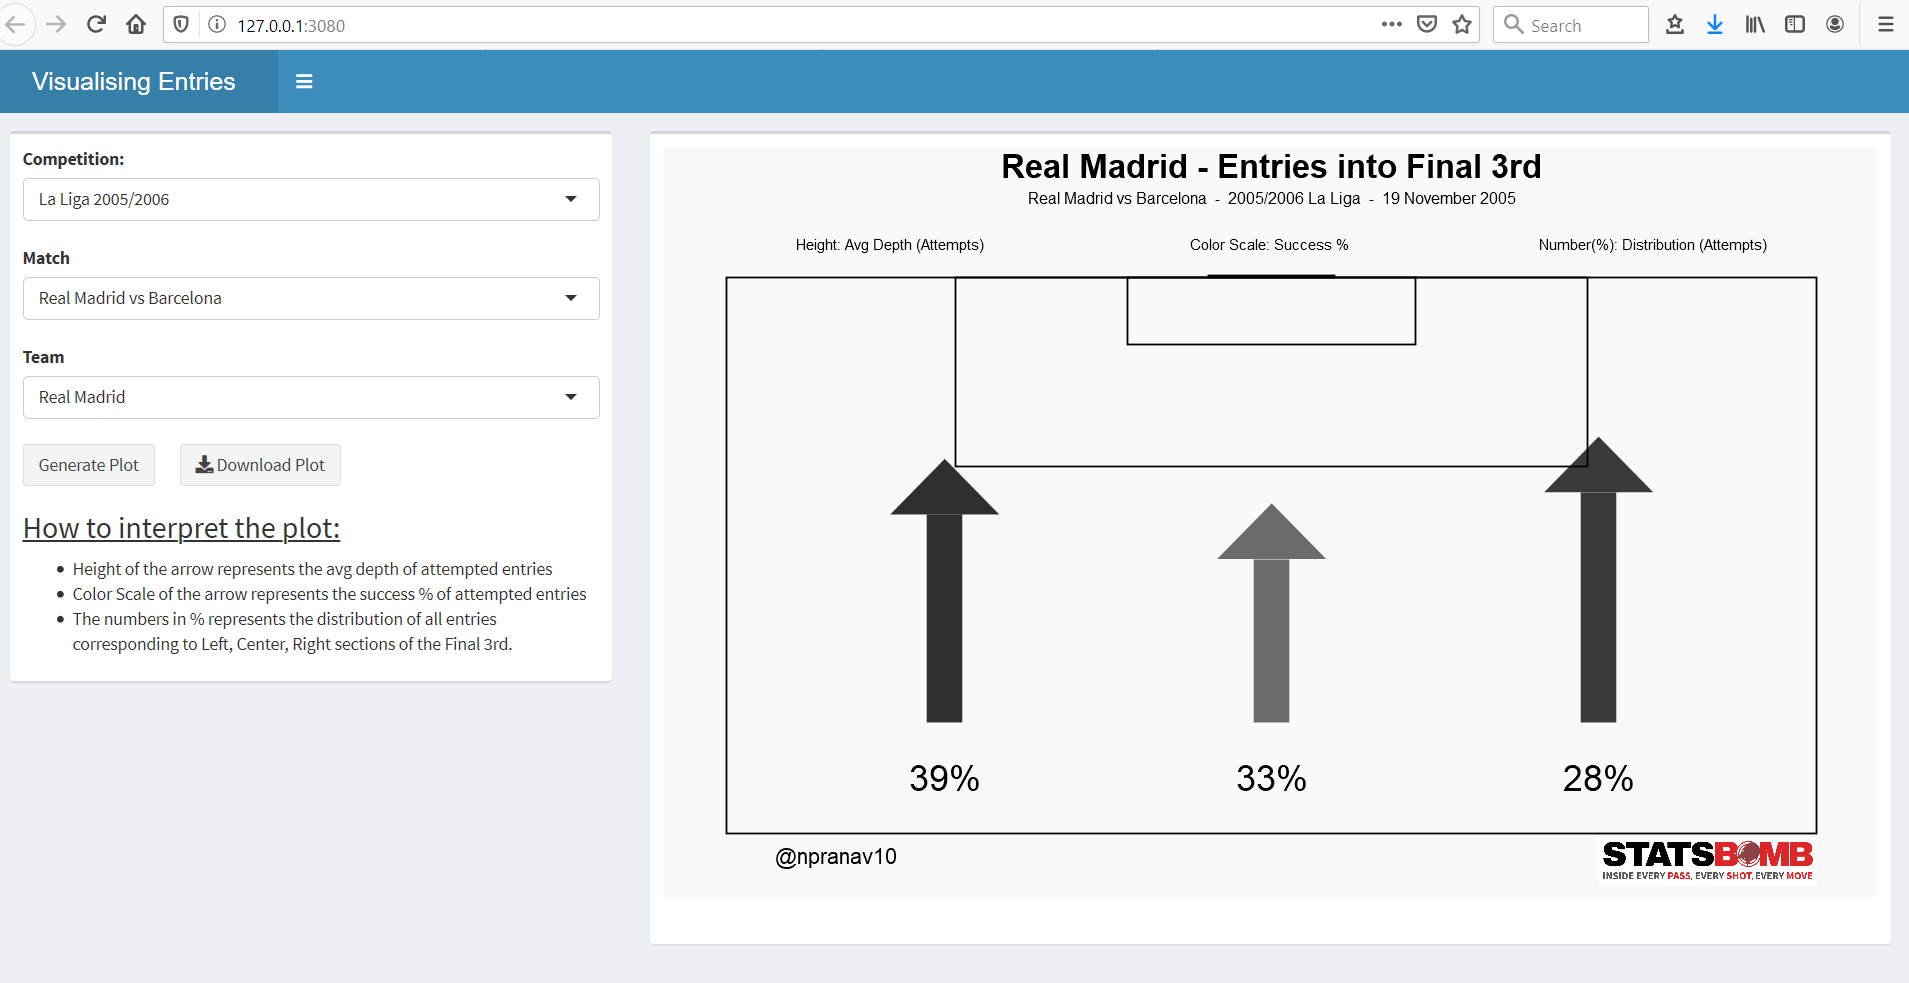 127.0.0.1:3080
Search
Visualising Entries
Competition:
La Liga 2005/2006
Match
Real Madrid vs Barcelona
Team
Real Madrid
Generate Plot
Download Plot
How to interpret the plot:
Height of the arrow represents the avg depth of attempted entries
Color Scale of the arrow represents the success % of attempted entries
The numbers in % represents the distribution of all entries
corresponding to Left, Center, Right sections of the Final 3rd.
Real Madrid - Entries into Final 3rd
Real Madrid vs Barcelona - 2005/2006 La Liga - 19 November 2005
Height: Avg Depth (Attempts)
Color Scale: Success %
Number(%): Distribution (Attempts)
39%
33%
28%
@npranav10
STATSBOMB
INSIDE EVERY PASS, EVERY SHOT, EVERY MOVE